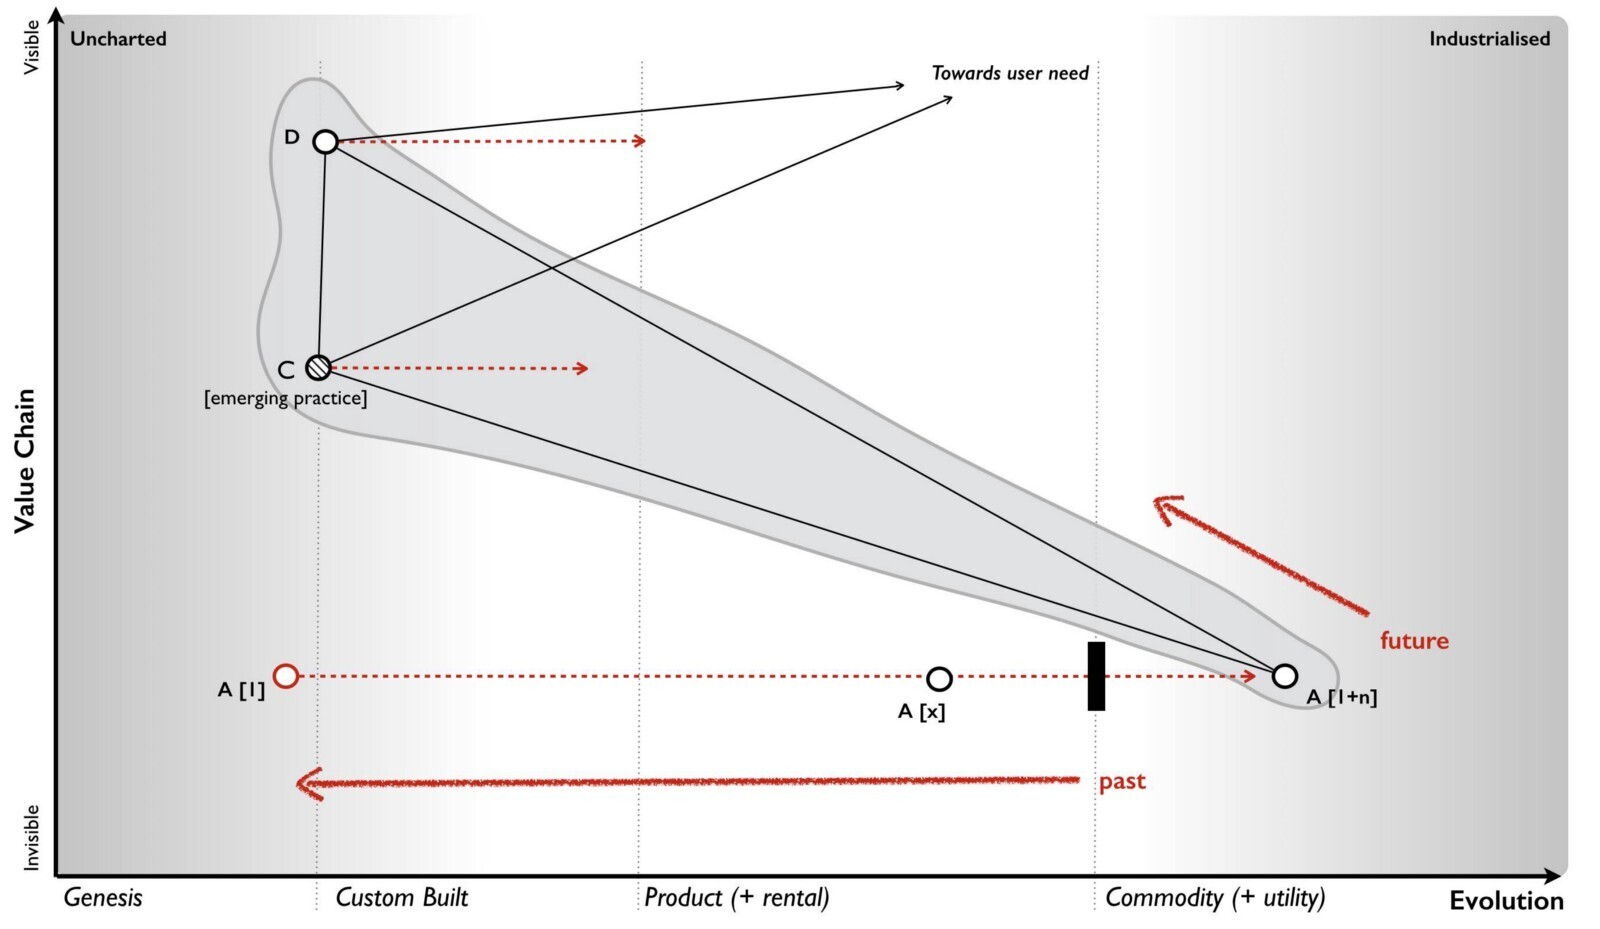 Visible
Uncharted
Industrialised
Towards user need
D
C
[emerging practice]
Value Chain
future
A [1]
A [x]
A [1+n]
past
Invisible
Genesis
Custom Built
Product (+ rental)
Commodity (+ utility)
Evolution